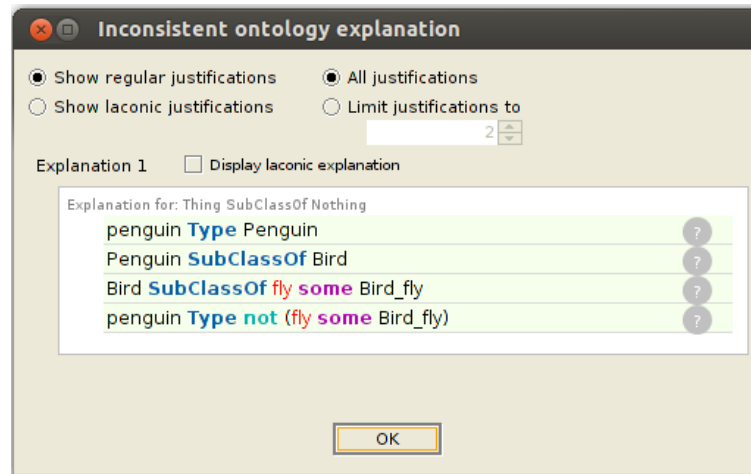 Inconsistent ontology explanation
Show regular justifications All justifications
Show laconic justifications Limit justifications to
2
Explanation 1 Display laconic explanation
Explanation for: Thing SubClassOf Nothing
penguin Type Penguin ?
Penguin SubClassOf Bird ?
Bird SubClassOf fly some Bird_fly ?
penguin Type not (fly some Bird_fly) ?
OK